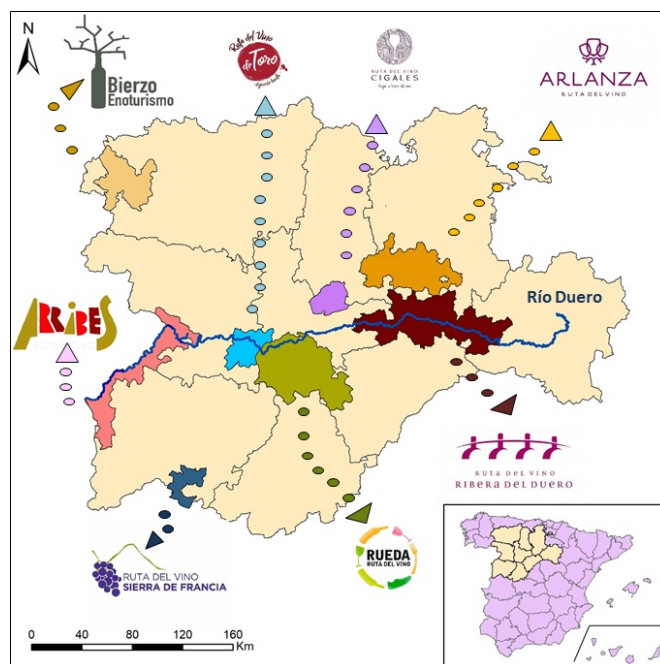 N
Bierzo
Enoturismo
Ruta del Vino
de Toro
RUTA DEL VINO
CIGALES
ARLANZA
RUTA DEL VINO
ARRIBES
Río Duero
RUTA DEL VINO
RIBERA DEL DUERO
RUTA DEL VINO
SIERRA DE FRANCIA
RUEDA
RUTA DEL VINO
0 40 80 120 160
Km